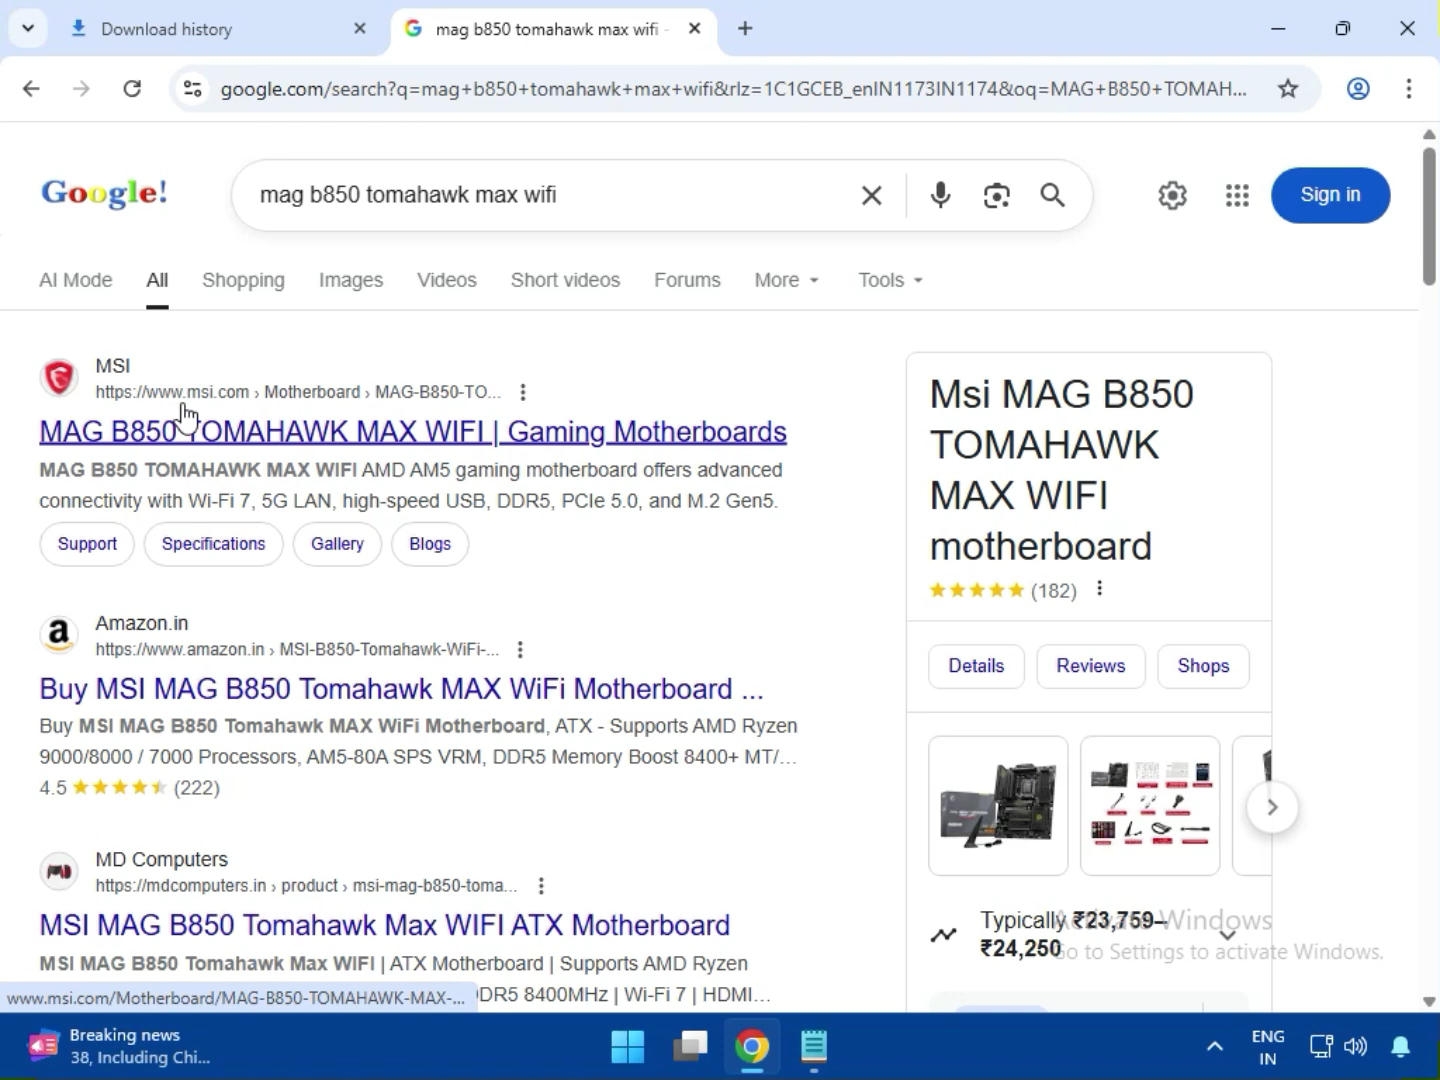 Download history
mag b850 tomahawk max wifi -
google.com/search?q=mag+b850+tomahawk+max+wifi&rlz=1C1GCEB_enIN1173IN1174&oq=MAG+B850+TOMAH...
Google!
mag b850 tomahawk max wifi
Sign in
AI Mode
All
Shopping
Images
Videos
Short videos
Forums
More
Tools
MSI
https://www.msi.com › Motherboard › MAG-B850-TO...
MAG B850 TOMAHAWK MAX WIFI | Gaming Motherboards
MAG B850 TOMAHAWK MAX WIFI AMD AM5 gaming motherboard offers advanced
connectivity with Wi-Fi 7, 5G LAN, high-speed USB, DDR5, PCIe 5.0, and M.2 Gen5.
Support
Specifications
Gallery
Blogs
Amazon.in
https://www.amazon.in › MSI-B850-Tomahawk-WiFi-...
Buy MSI MAG B850 Tomahawk MAX WiFi Motherboard ...
Buy MSI MAG B850 Tomahawk MAX WiFi Motherboard, ATX - Supports AMD Ryzen
9000/8000 / 7000 Processors, AM5-80A SPS VRM, DDR5 Memory Boost 8400+ MT/...
4.5 (222)
MD Computers
https://mdcomputers.in › product › msi-mag-b850-toma...
MSI MAG B850 Tomahawk Max WIFI ATX Motherboard
MSI MAG B850 Tomahawk Max WIFI | ATX Motherboard | Supports AMD Ryzen
DDR5 8400MHz | Wi-Fi 7 | HDMI...
www.msi.com/Motherboard/MAG-B850-TOMAHAWK-MAX-...
Msi MAG B850
TOMAHAWK
MAX WIFI
motherboard
(182)
Details
Reviews
Shops
Typically ₹23,759–
₹24,250
Activate Windows
Go to Settings to activate Windows.
Breaking news
38, Including Chi...
ENG
IN